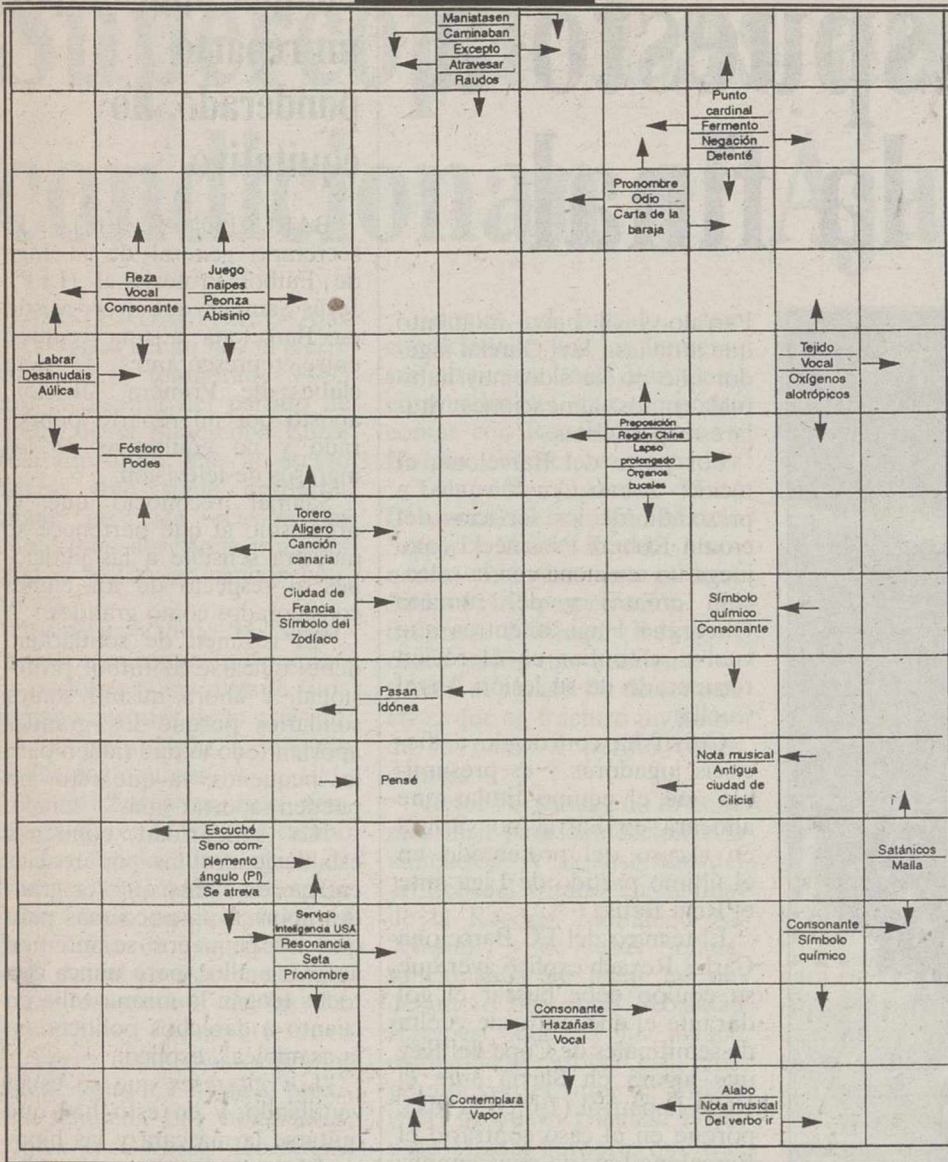 Maniatasen
Caminaban
Excepto
Atravesar
Raudos
Punto
cardinal
Fermento
Negación
Detenté
Pronombre
Odio
Carta de la
baraja
Reza
Vocal
Consonante
Juego
naipes
Peonza
Abisinio
Labrar
Desanudais
Aúlica
Tejido
Vocal
Oxígenos
alotrópicos
Fósforo
Podes
Preposición
Región China
Lapso
prolongado
Organos
bucales
Torero
Aligero
Canción
canaria
Ciudad de
Francia
Símbolo del
Zodíaco
Símbolo
químico
Consonante
Pasan
Idónea
Pensé
Nota musical
Antigua
ciudad de
Cilicia
Escuché
Seno com-
plemento
ángulo (Pl)
Se atreva
Satánicos
Malla
Servicio
Inteligencia USA
Resonancia
Seta
Pronombre
Consonante
Símbolo
químico
Consonante
Hazañas
Vocal
Contemplara
Vapor
Alabo
Nota musical
Del verbo ir